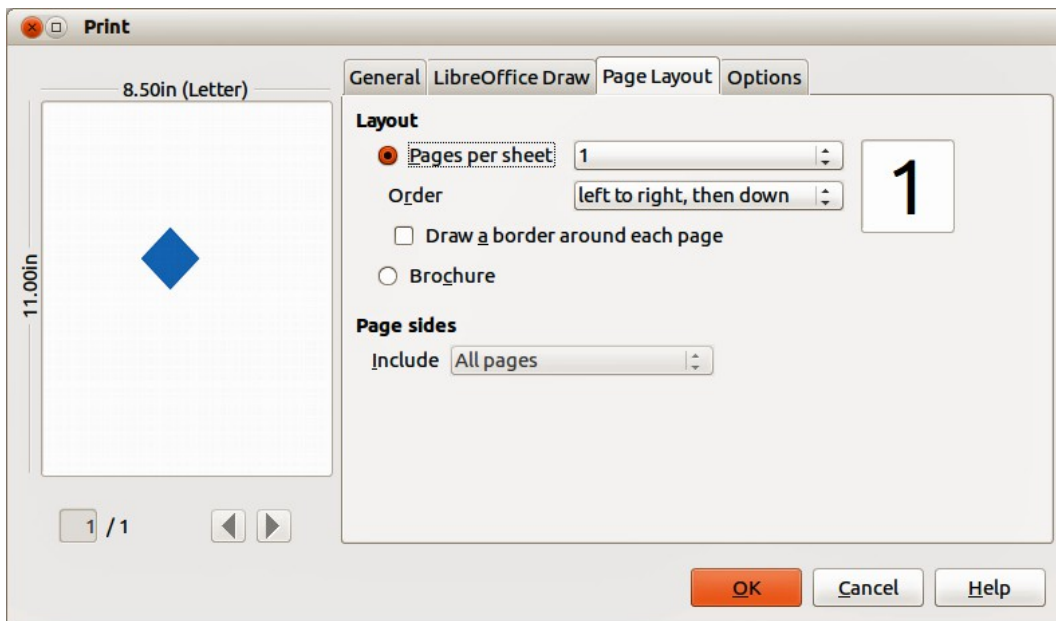 Print
8.50in (Letter)
11.00in
1 / 1
General LibreOffice Draw Page Layout Options
Layout
Pages per sheet 1
1
Order left to right, then down
Draw a border around each page
Brochure
Page sides
Include All pages
OK Cancel Help